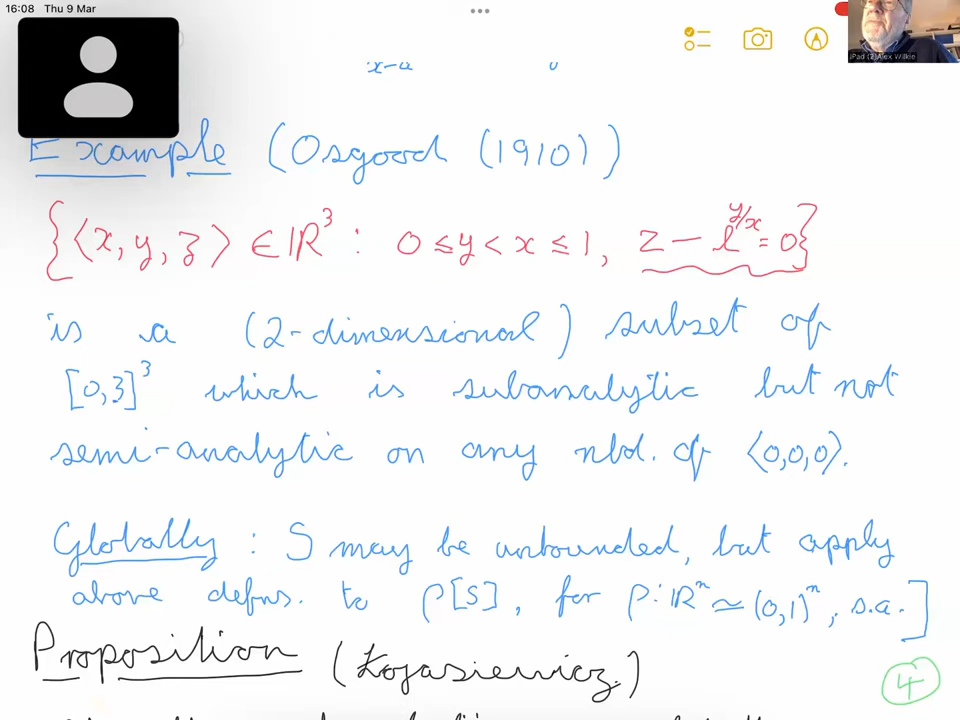 16:08 Thu 9 Mar
iPad (2) Alex Wilkie
x→a
Example (Osgood (1910))
{⟨x, y, z⟩ ∈ ℝ³ : 0 ≤ y < x ≤ 1, z − e^{y/x} = 0}
is a (2-dimensional) subset of
[0,3]³ which is subanalytic but not
semi-analytic on any nbd. of ⟨0,0,0⟩.
Globally : S may be unbounded, but apply
above defns. to ρ[S], for ρ: ℝⁿ ≃ (0,1)ⁿ, s.a.]
Proposition (Łojasiewicz)
4